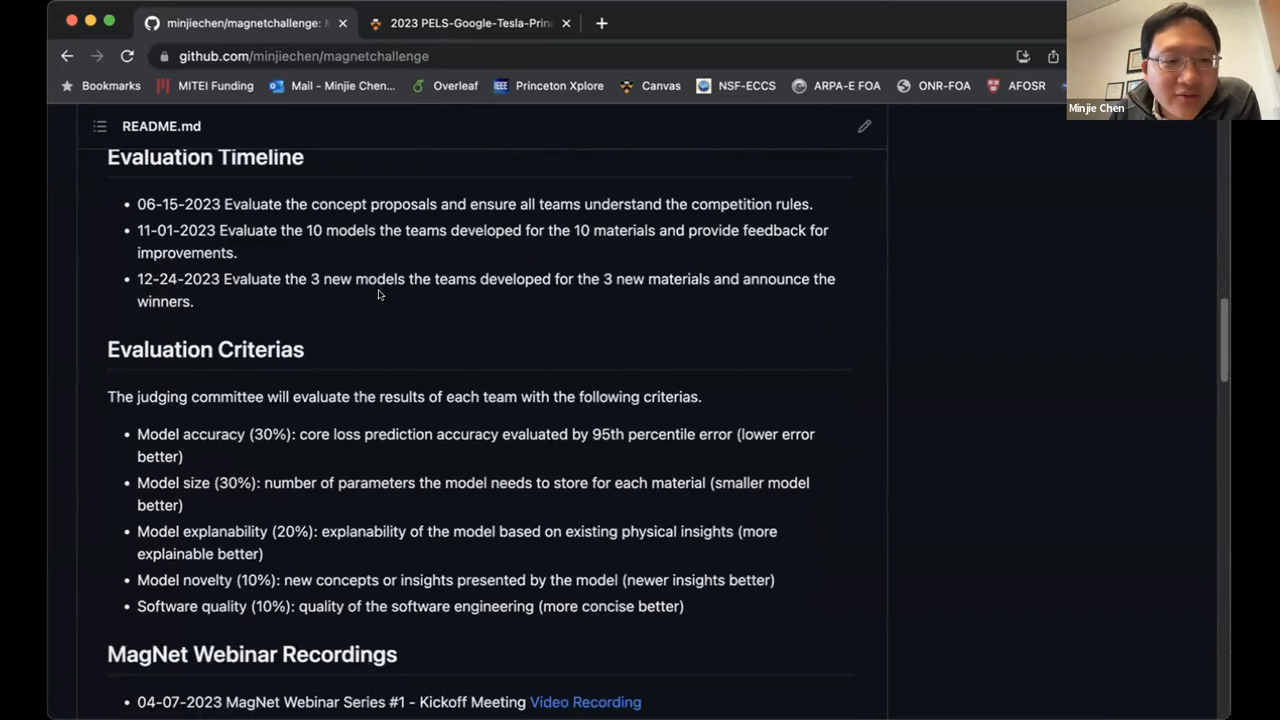 minjiechen/magnetchallenge:
2023 PELS-Google-Tesla-Prin
github.com/minjiechen/magnetchallenge
Bookmarks MITEI Funding Mail - Minjie Chen... Overleaf Princeton Xplore Canvas NSF-ECCS ARPA-E FOA ONR-FOA AFOSR
Minjie Chen
README.md
Evaluation Timeline
06-15-2023 Evaluate the concept proposals and ensure all teams understand the competition rules.
11-01-2023 Evaluate the 10 models the teams developed for the 10 materials and provide feedback for
improvements.
12-24-2023 Evaluate the 3 new models the teams developed for the 3 new materials and announce the
winners.
Evaluation Criterias
The judging committee will evaluate the results of each team with the following criterias.
Model accuracy (30%): core loss prediction accuracy evaluated by 95th percentile error (lower error
better)
Model size (30%): number of parameters the model needs to store for each material (smaller model
better)
Model explanability (20%): explanability of the model based on existing physical insights (more
explainable better)
Model novelty (10%): new concepts or insights presented by the model (newer insights better)
Software quality (10%): quality of the software engineering (more concise better)
MagNet Webinar Recordings
04-07-2023 MagNet Webinar Series #1 - Kickoff Meeting Video Recording